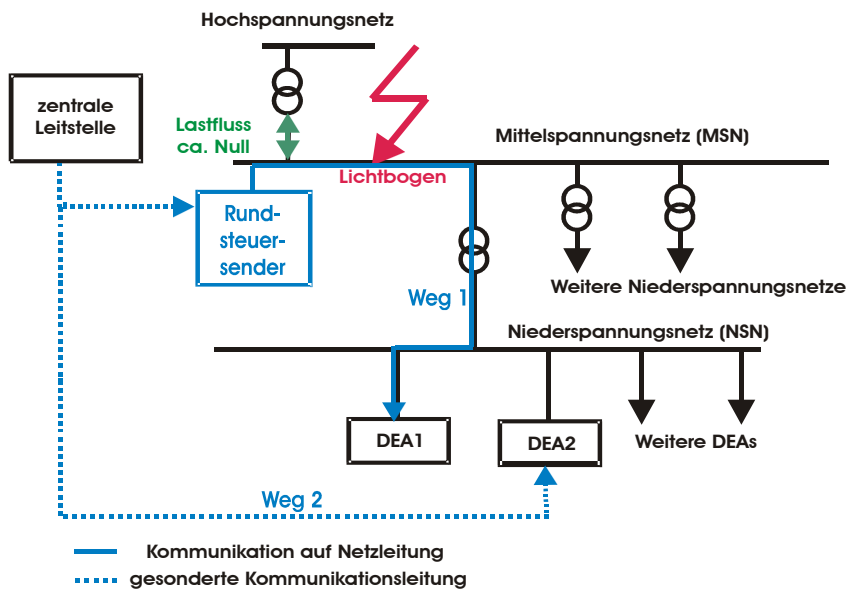 Hochspannungsnetz
zentrale
Leitstelle
Lastfluss
ca. Null
Mittelspannungsnetz (MSN)
Lichtbogen
Rund-
steuer-
sender
Weg 1
Weitere Niederspannungsnetze
Niederspannungsnetz (NSN)
DEA1
DEA2
Weitere DEAs
Weg 2
Kommunikation auf Netzleitung
gesonderte Kommunikationsleitung